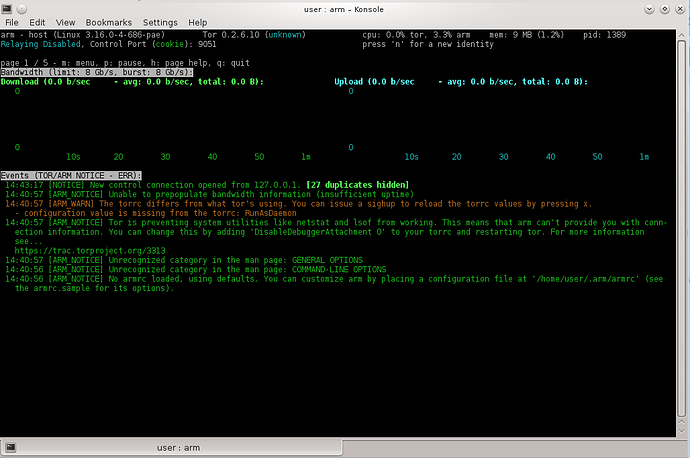 user : arm – Konsole
File Edit View Bookmarks Settings Help
arm - host (Linux 3.16.0-4-686-pae) Tor 0.2.6.10 (unknown) cpu: 0.0% tor, 3.3% arm mem: 9 MB (1.2%) pid: 1389
Relaying Disabled, Control Port (cookie): 9051 press 'n' for a new identity
page 1 / 5 - m: menu, p: pause, h: page help, q: quit
Bandwidth (limit: 8 Gb/s, burst: 8 Gb/s):
Download (0.0 b/sec - avg: 0.0 b/sec, total: 0.0 B): Upload (0.0 b/sec - avg: 0.0 b/sec, total: 0.0 B):
0 0
0 0
10s 20 30 40 50 1m 10s 20 30 40 50 1m
Events (TOR/ARM NOTICE - ERR):
14:43:17 [NOTICE] New control connection opened from 127.0.0.1. [27 duplicates hidden]
14:40:57 [ARM_NOTICE] Unable to prepopulate bandwidth information (insufficient uptime)
14:40:57 [ARM_WARN] The torrc differs from what tor's using. You can issue a sighup to reload the torrc values by pressing x.
- configuration value is missing from the torrc: RunAsDaemon
14:40:57 [ARM_NOTICE] Tor is preventing system utilities like netstat and lsof from working. This means that arm can't provide you with conn-
ection information. You can change this by adding 'DisableDebuggerAttachment 0' to your torrc and restarting tor. For more information
see...
https://trac.torproject.org/3313
14:40:57 [ARM_NOTICE] Unrecognized category in the man page: GENERAL OPTIONS
14:40:56 [ARM_NOTICE] Unrecognized category in the man page: COMMAND-LINE OPTIONS
14:40:56 [ARM_NOTICE] No armrc loaded, using defaults. You can customize arm by placing a configuration file at '/home/user/.arm/armrc' (see
the armrc.sample for its options).
user : arm